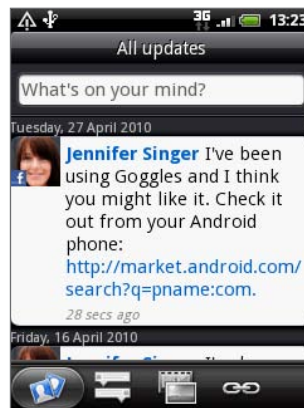 3G 13:23
All updates
What's on your mind?
Tuesday, 27 April 2010
Jennifer Singer I've been
using Goggles and I think
you might like it. Check it
out from your Android
phone:
http://market.android.com/
search?q=pname:com.
28 secs ago
Friday, 16 April 2010